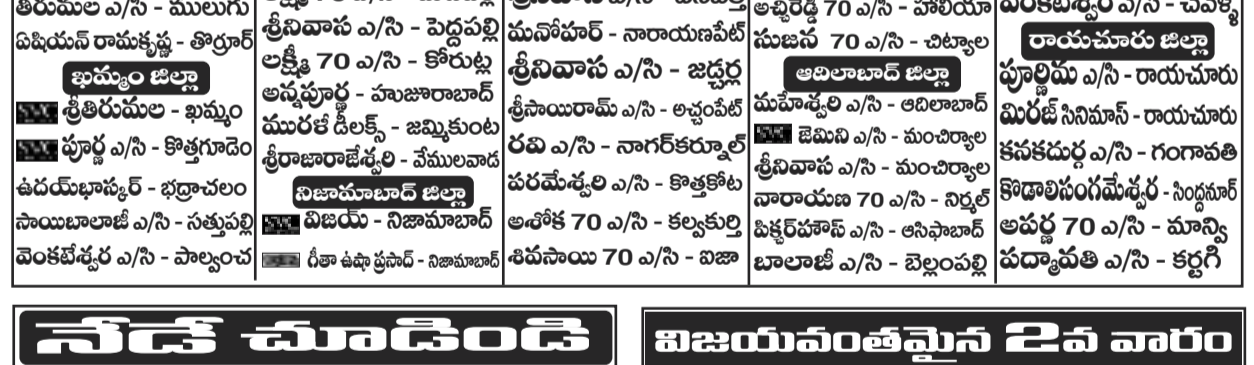 తిరుమల ఎ/సి - ములుగు
ఏషియన్ రామకృష్ణ - తొర్రూర్
ఖమ్మం జిల్లా
శ్రీతిరుమల - ఖమ్మం
పూర్ణ ఎ/సి - కొత్తగూడెం
ఉదయ్‌భాస్కర్ - భద్రాచలం
సాయిబాలాజీ ఎ/సి - సత్తుపల్లి
వెంకటేశ్వర ఎ/సి - పాల్వంచ
శ్రీనివాస ఎ/సి - పెద్దపల్లి
లక్ష్మీ 70 ఎ/సి - కోరుట్ల
అన్నపూర్ణ - హుజూరాబాద్
మురళీ డీలక్స్ - జమ్మికుంట
శ్రీరాజారాజేశ్వరి - వేములవాడ
నిజామాబాద్ జిల్లా
విజయ్ - నిజామాబాద్
గీతా ఉషా ప్రసాద్ - నిజామాబాద్
మనోహర్ - నారాయణపేట్
శ్రీనివాస ఎ/సి - జడ్చర్ల
శ్రీసాయిరామ్ ఎ/సి - అచ్చంపేట్
రవి ఎ/సి - నాగర్‌కర్నూల్
పరమేశ్వరి ఎ/సి - కొత్తకోట
అశోక 70 ఎ/సి - కల్వకుర్తి
శివసాయి 70 ఎ/సి - ఐజా
అచ్చిరెడ్డి 70 ఎ/సి - హాలియా
సుజన 70 ఎ/సి - చిట్యాల
ఆదిలాబాద్ జిల్లా
మహేశ్వరి ఎ/సి - ఆదిలాబాద్
జెమిని ఎ/సి - మంచిర్యాల
శ్రీనివాస ఎ/సి - మంచిర్యాల
నారాయణ 70 ఎ/సి - నిర్మల్
పిక్చర్‌హౌస్ ఎ/సి - ఆసిఫాబాద్
బాలాజీ ఎ/సి - బెల్లంపల్లి
వెంకటేశ్వర ఎ/సి - చేవెళ్ళ
రాయచూరు జిల్లా
పూర్ణిమ ఎ/సి - రాయచూరు
మిరజ్ సినిమాస్ - రాయచూరు
కనకదుర్గ ఎ/సి - గంగావతి
కొడాలిసంగమేశ్వర - సింధనూర్
అపర్ణ 70 ఎ/సి - మాన్వి
పద్మావతి ఎ/సి - కర్టగి
నేడే చూడండి
విజయవంతమైన 2వ వారం